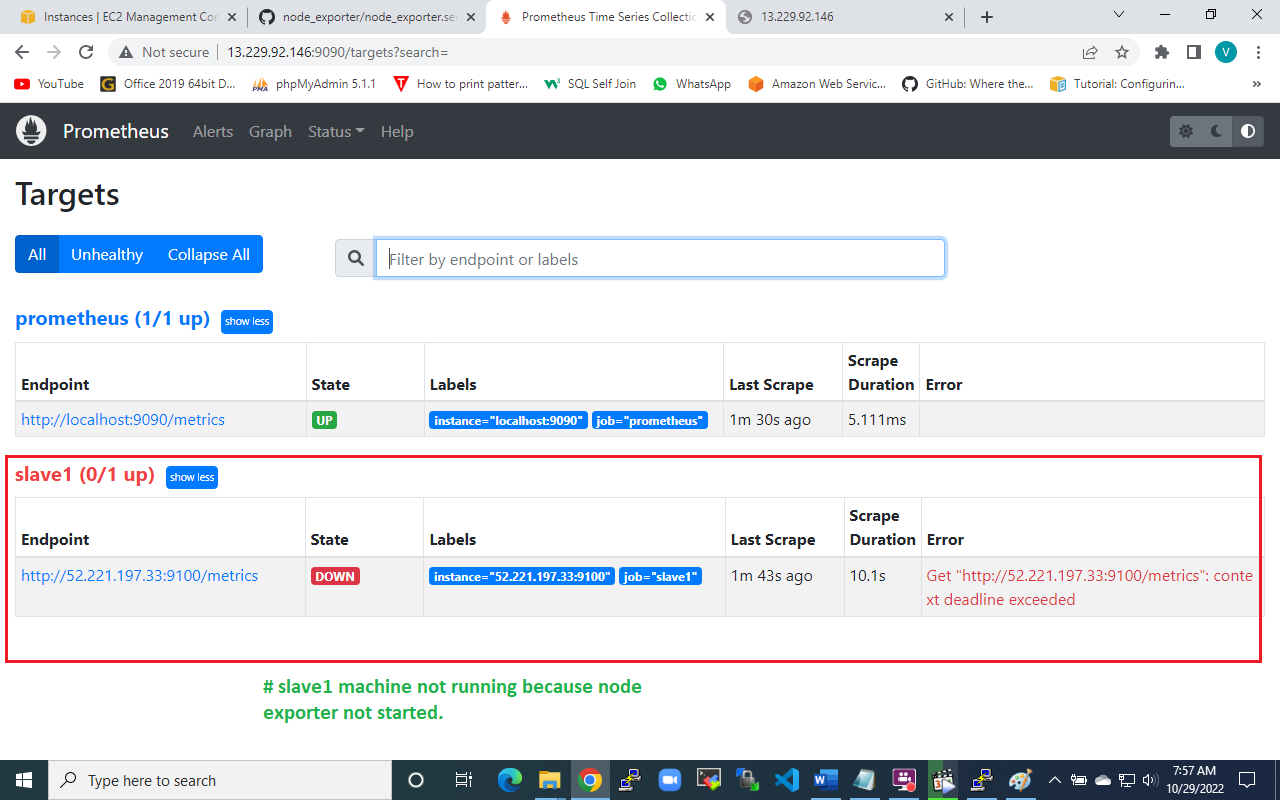 Instances | EC2 Management Con
node_exporter/node_exporter.ser
Prometheus Time Series Collectio
13.229.92.146
Not secure
13.229.92.146:9090/targets?search=
V
YouTube
Office 2019 64bit D...
phpMyAdmin 5.1.1
How to print patter...
SQL Self Join
WhatsApp
Amazon Web Servic...
GitHub: Where the...
Tutorial: Configurin...
»
Prometheus
Alerts
Graph
Status
Help
Targets
All
Unhealthy
Collapse All
Filter by endpoint or labels
prometheus (1/1 up)
show less
Endpoint
State
Labels
Last Scrape
Scrape
Duration
Error
http://localhost:9090/metrics
UP
instance="localhost:9090"
job="prometheus"
1m 30s ago
5.111ms
slave1 (0/1 up)
show less
Endpoint
State
Labels
Last Scrape
Scrape
Duration
Error
http://52.221.197.33:9100/metrics
DOWN
instance="52.221.197.33:9100"
job="slave1"
1m 43s ago
10.1s
Get "http://52.221.197.33:9100/metrics": conte
xt deadline exceeded
# slave1 machine not running because node
exporter not started.
Type here to search
7:57 AM
10/29/2022